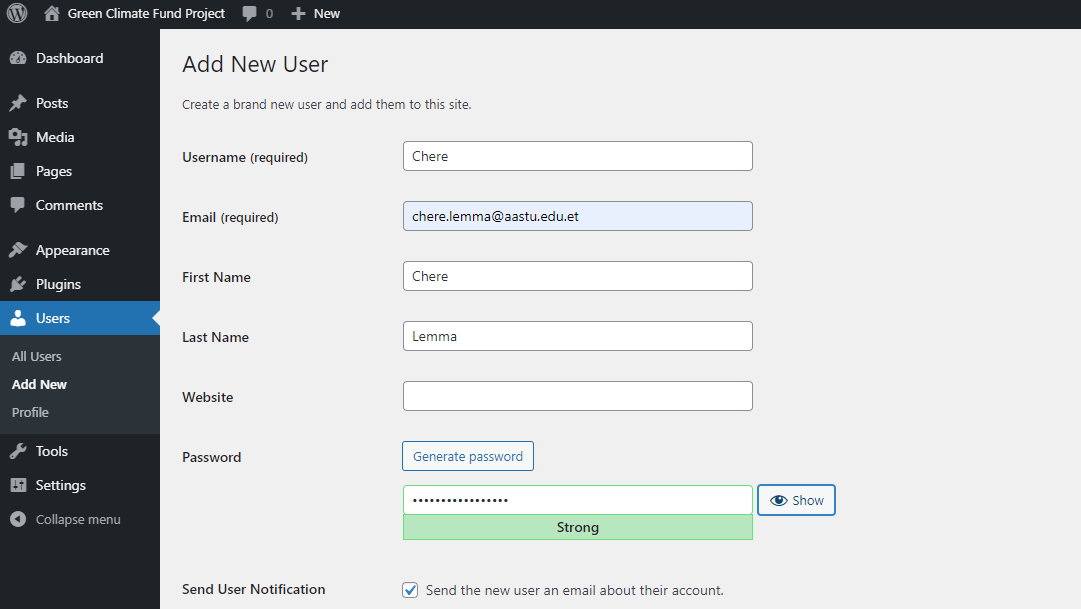 Green Climate Fund Project 0 New
Dashboard
Posts
Media
Pages
Comments
Appearance
Plugins
Users
All Users
Add New
Profile
Tools
Settings
Collapse menu
Add New User
Create a brand new user and add them to this site.
Username (required) Chere
Email (required) chere.lemma@aastu.edu.et
First Name Chere
Last Name Lemma
Website
Password Generate password
••••••••••••••••• Show
Strong
Send User Notification Send the new user an email about their account.